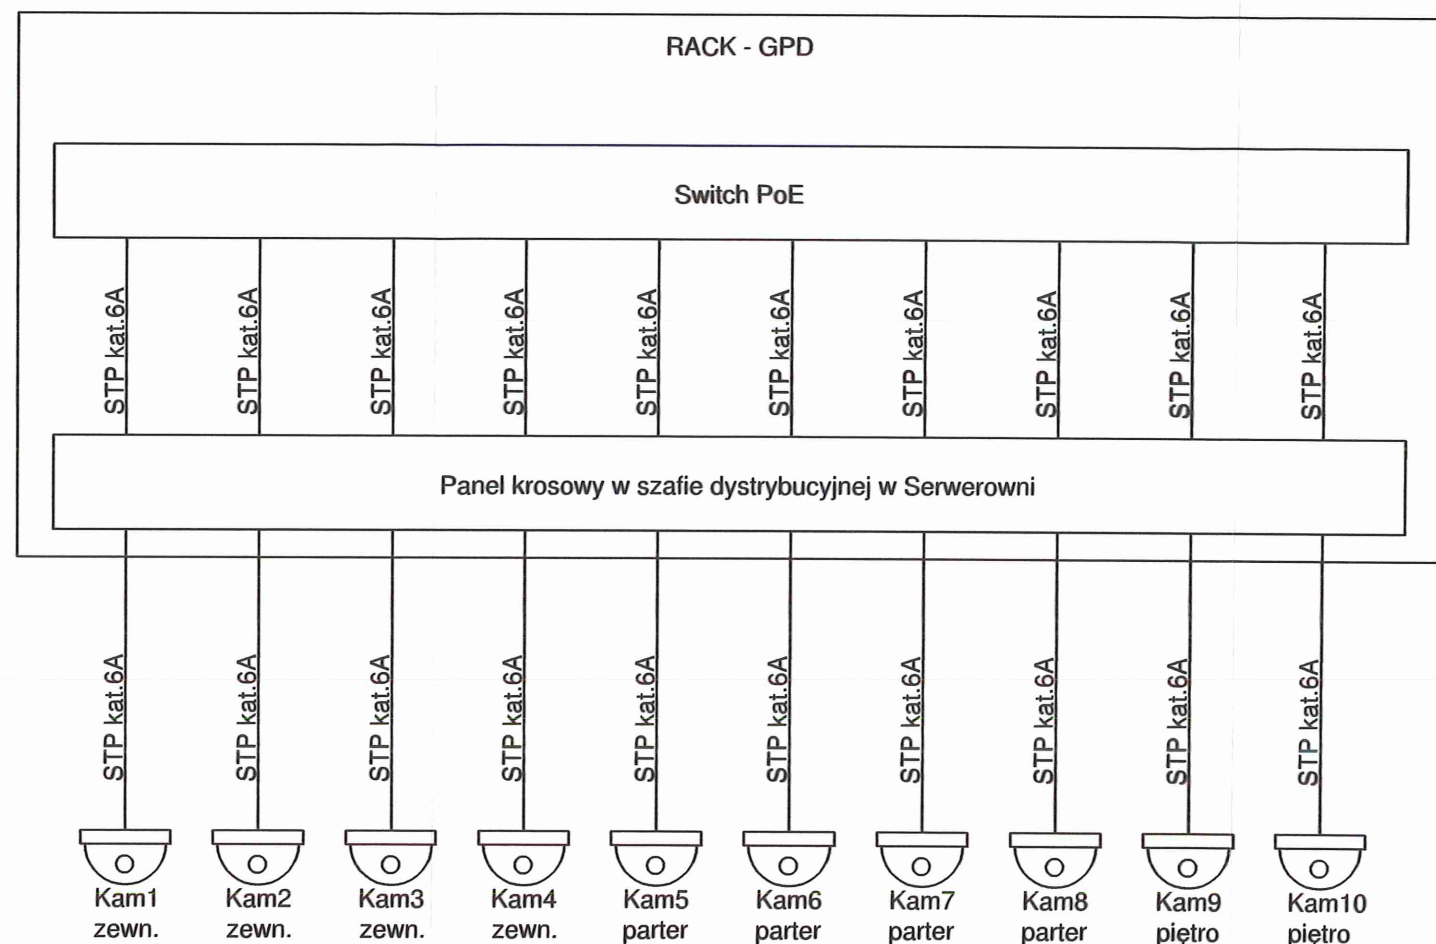 RACK - GPD
Switch PoE
STP kat.6A
STP kat.6A
STP kat.6A
STP kat.6A
STP kat.6A
STP kat.6A
STP kat.6A
STP kat.6A
STP kat.6A
STP kat.6A
Panel krosowy w szafie dystrybucyjnej w Serwerowni
STP kat.6A
STP kat.6A
STP kat.6A
STP kat.6A
STP kat.6A
STP kat.6A
STP kat.6A
STP kat.6A
STP kat.6A
STP kat.6A
Kam1
zewn.
Kam2
zewn.
Kam3
zewn.
Kam4
zewn.
Kam5
parter
Kam6
parter
Kam7
parter
Kam8
parter
Kam9
piętro
Kam10
piętro